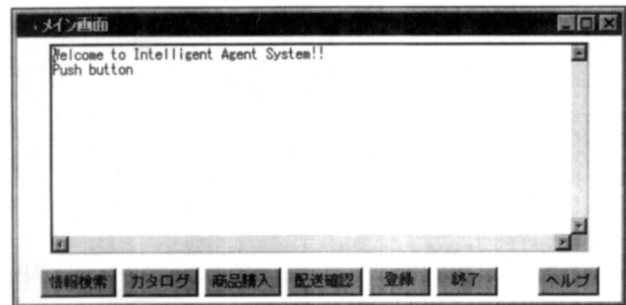 メイン画面
Welcome to Intelligent Agent System!!
Push button
情報検索 カタログ 商品購入 配送確認 登録 終了 ヘルプ